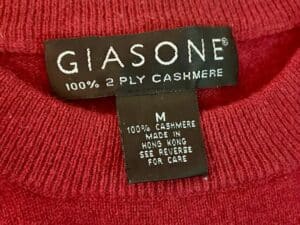 GIASONE®
100% 2 PLY CASHMERE
M
100% CASHMERE
MADE IN
HONG KONG
SEE REVERSE
FOR CARE